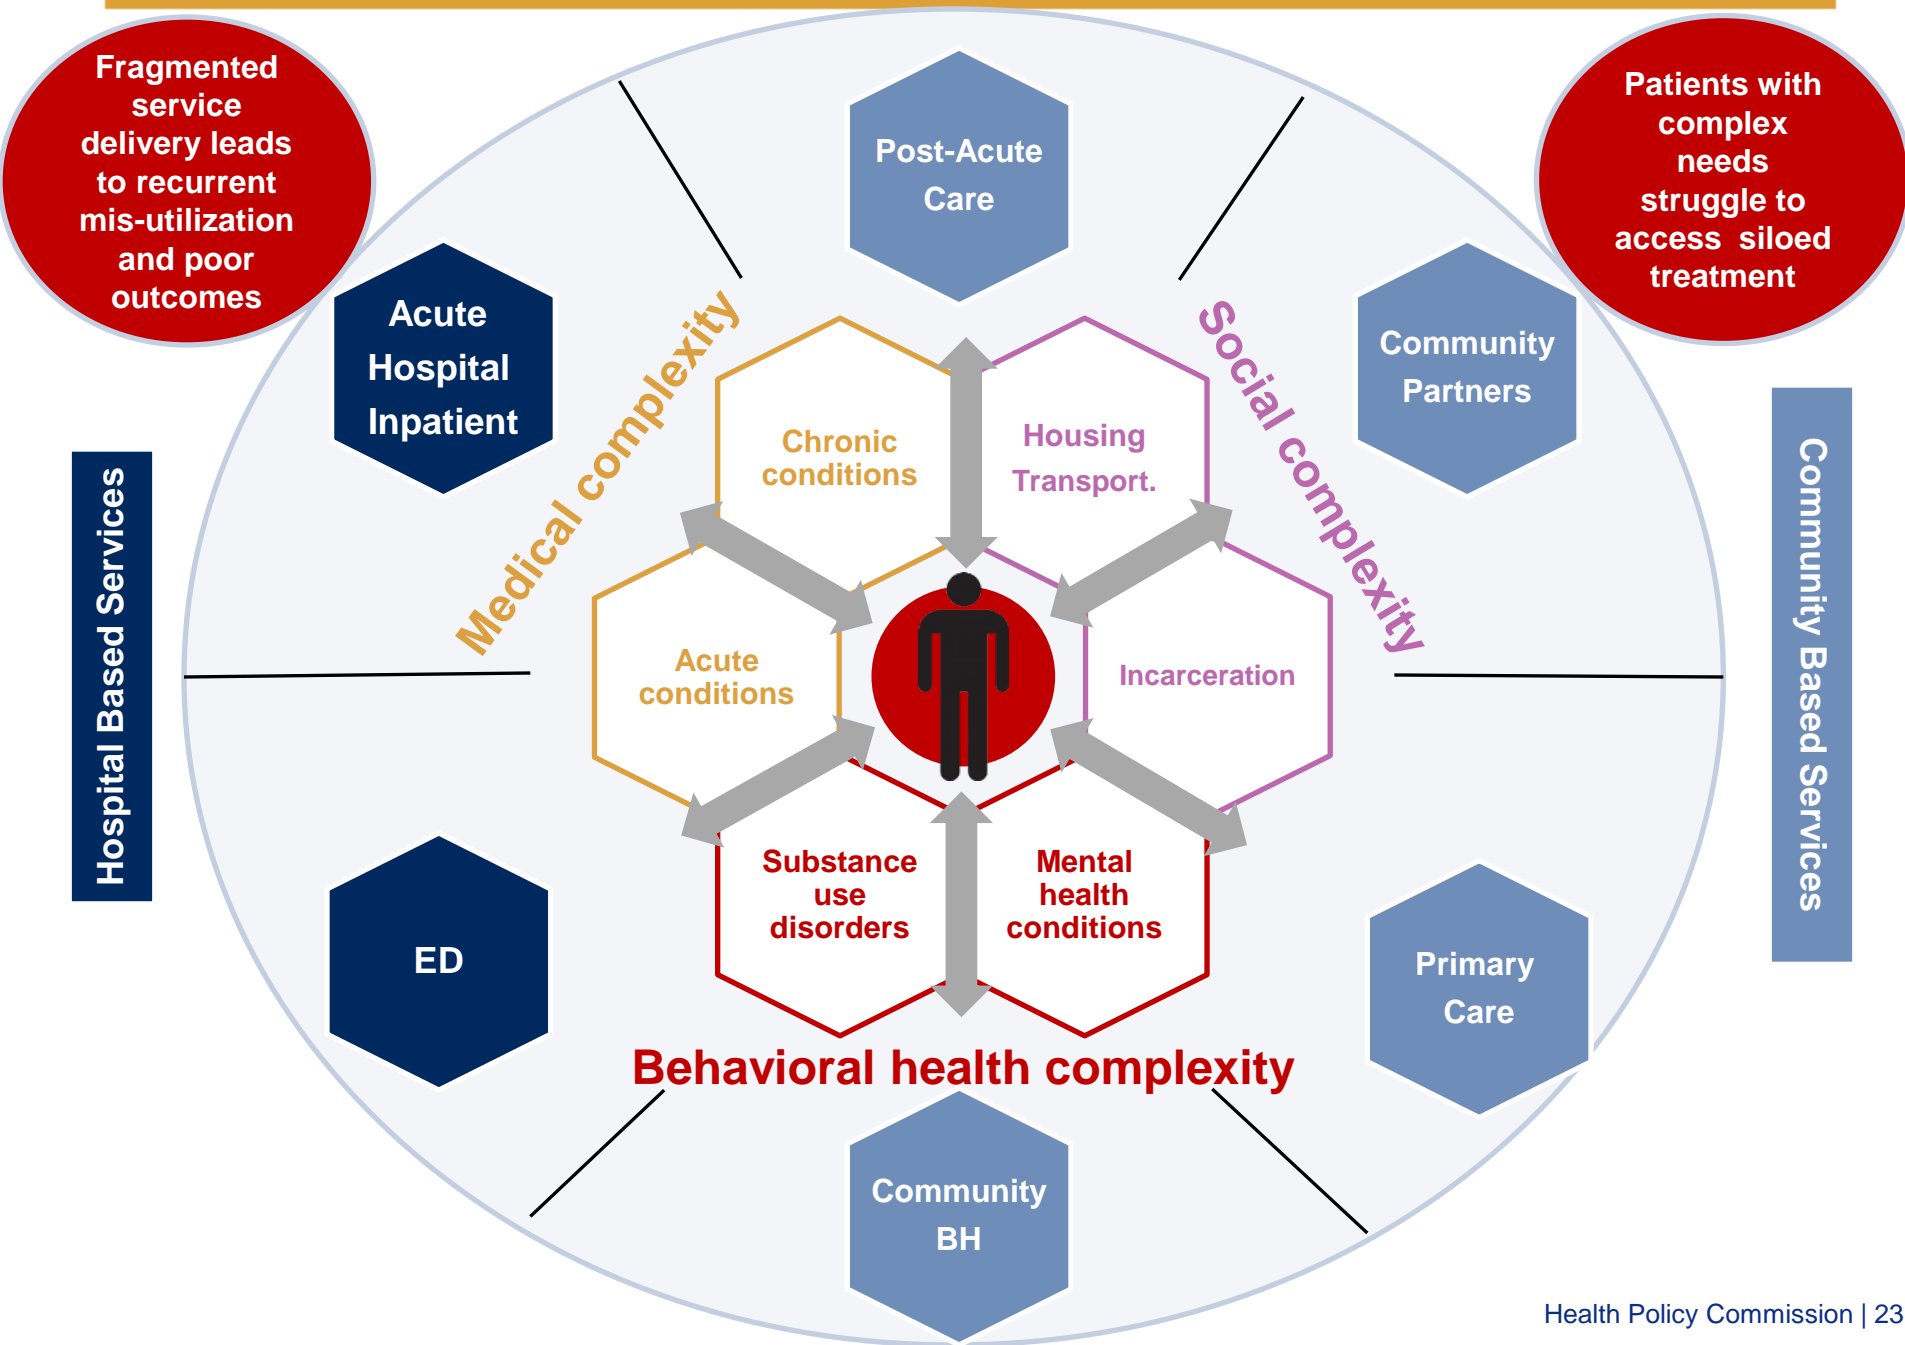 Fragmented
service
delivery leads
to recurrent
mis-utilization
and poor
outcomes
Patients with
complex
needs
struggle to
access siloed
treatment
Post-Acute
Care
Acute
Hospital
Inpatient
Community
Partners
Medical complexity
Social complexity
Hospital Based Services
Community Based Services
Chronic
conditions
Housing
Transport.
Acute
conditions
Incarceration
Substance
use
disorders
Mental
health
conditions
ED
Primary
Care
Behavioral health complexity
Community
BH
Health Policy Commission | 23